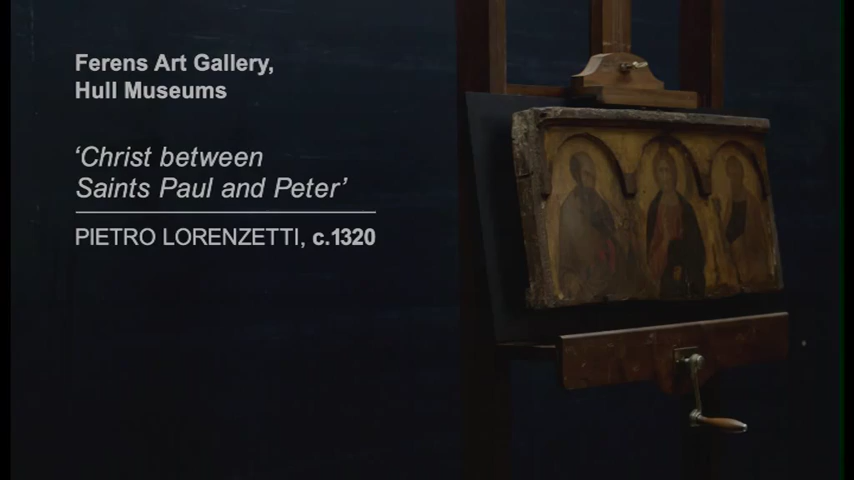 Ferens Art Gallery,
Hull Museums
‘Christ between
Saints Paul and Peter’
PIETRO LORENZETTI, c.1320